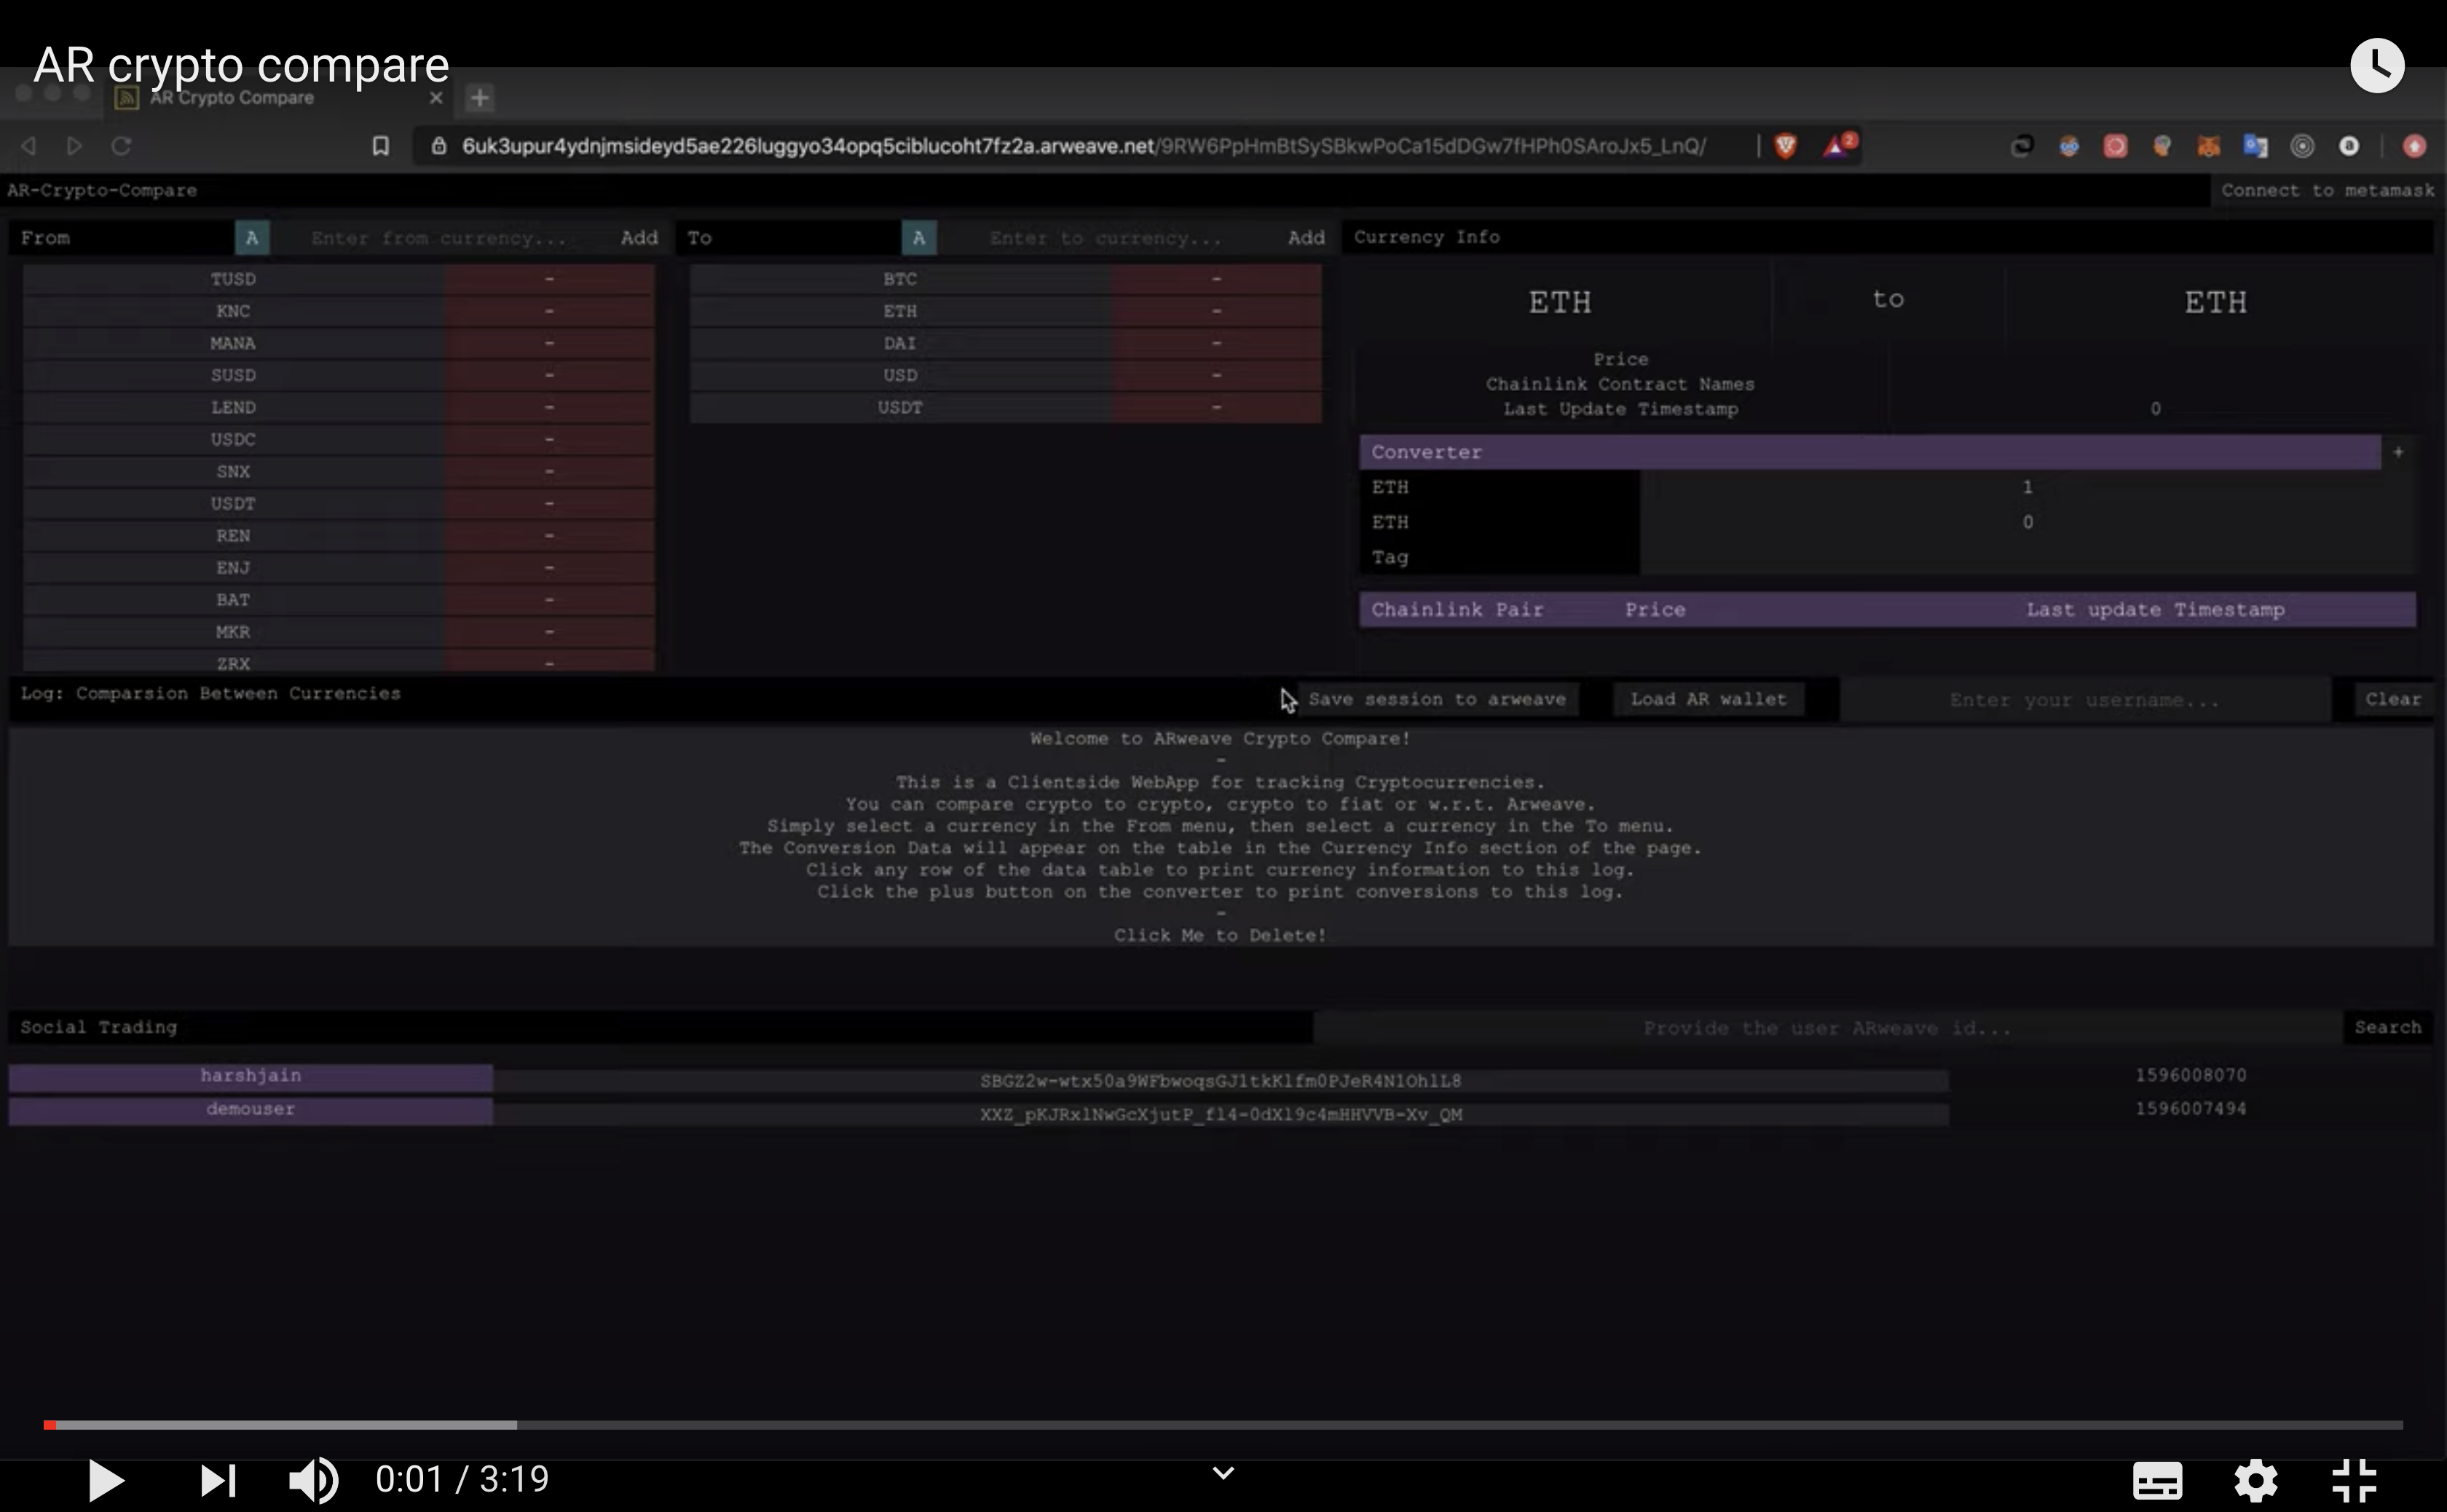 AR crypto compare
AR Crypto Compare
6uk3upur4ydnjmsideyd5ae226luggyo34opq5ciblucoht7fz2a.arweave.net/9RW6PpHmBtSySBkwPoCa15dDGw7fHPh0SAroJx5_LnQ/
2
AR-Crypto-Compare Connect to metamask
From A Enter from currency... Add To A Enter to currency... Add Currency Info
TUSD -
KNC -
MANA -
SUSD -
LEND -
USDC -
SNX -
USDT -
REN -
ENJ -
BAT -
MKR -
ZRX -
BTC -
ETH -
DAI -
USD -
USDT -
ETH to ETH
Price
Chainlink Contract Names
Last Update Timestamp 0
Converter +
ETH 1
ETH 0
Tag
Chainlink Pair Price Last update Timestamp
Log: Comparsion Between Currencies Save session to arweave Load AR wallet Enter your username... Clear
Welcome to ARweave Crypto Compare!
-
This is a Clientside WebApp for tracking Cryptocurrencies.
You can compare crypto to crypto, crypto to fiat or w.r.t. Arweave.
Simply select a currency in the From menu, then select a currency in the To menu.
The Conversion Data will appear on the table in the Currency Info section of the page.
Click any row of the data table to print currency information to this log.
Click the plus button on the converter to print conversions to this log.
-
Click Me to Delete!
Social Trading Provide the user ARweave id... Search
harshjain SBGZ2w-wtx50a9WFbwoqsGJ1tkKlfm0PJeR4N1OhlL8 1596008070
demouser XXZ_pKJRxlNwGcXjutP_fl4-0dXl9c4mHHVVB-Xv_QM 1596007494
0:01 / 3:19